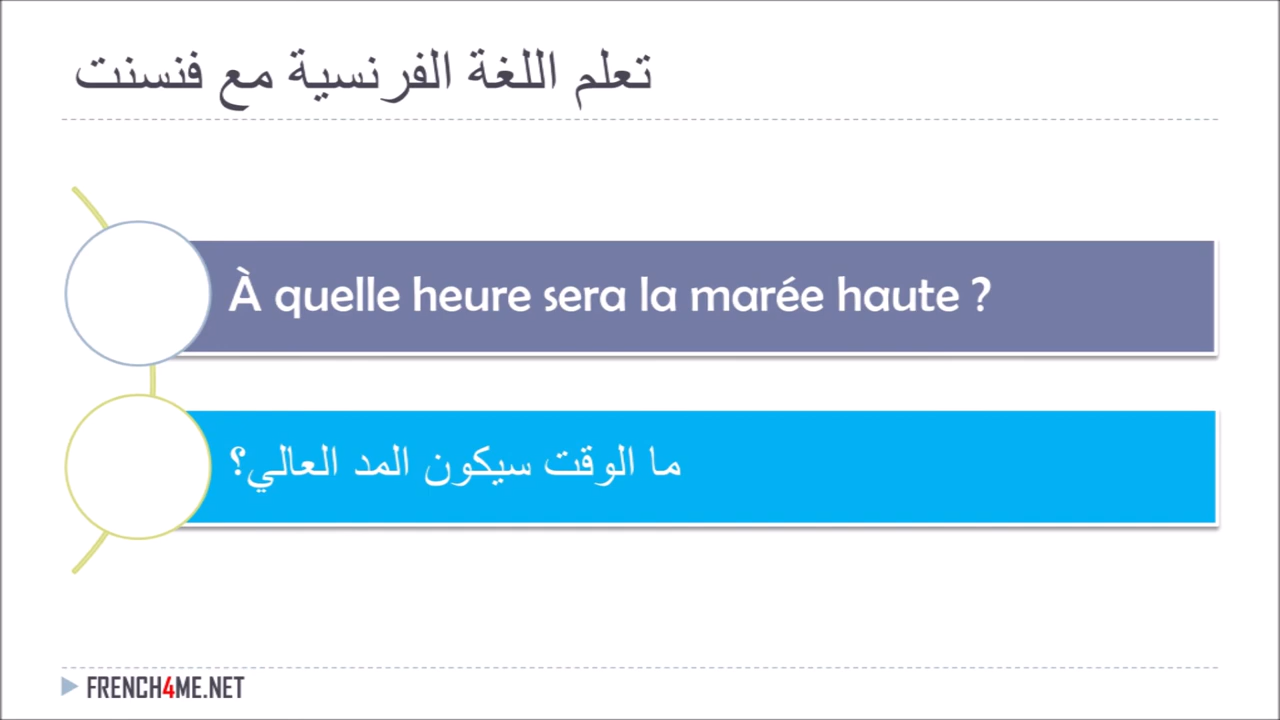 تعلم اللغة الفرنسية مع فنسنت
À quelle heure sera la marée haute ?
ما الوقت سيكون المد العالي؟
FRENCH4ME.NET